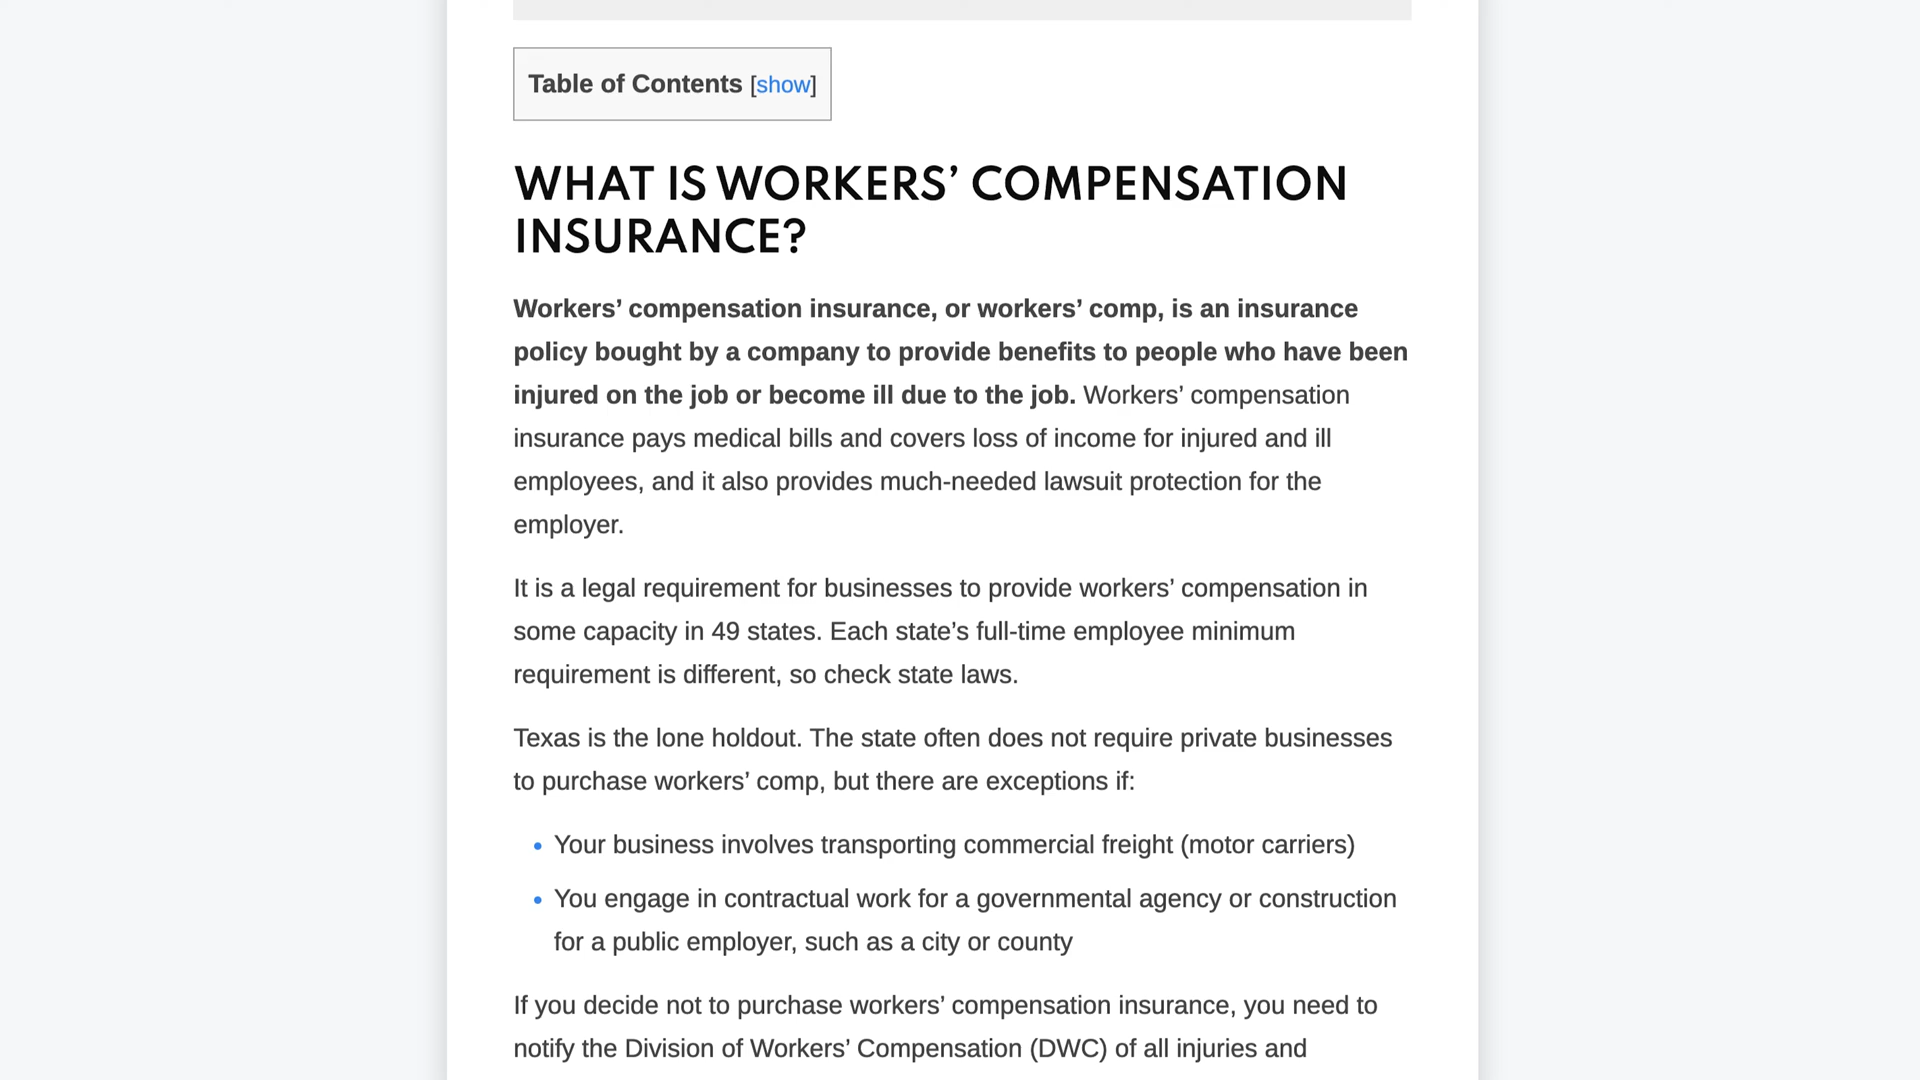 Table of Contents [show]
WHAT IS WORKERS’ COMPENSATION
INSURANCE?
Workers’ compensation insurance, or workers’ comp, is an insurance
policy bought by a company to provide benefits to people who have been
injured on the job or become ill due to the job. Workers’ compensation
insurance pays medical bills and covers loss of income for injured and ill
employees, and it also provides much-needed lawsuit protection for the
employer.
It is a legal requirement for businesses to provide workers’ compensation in
some capacity in 49 states. Each state’s full-time employee minimum
requirement is different, so check state laws.
Texas is the lone holdout. The state often does not require private businesses
to purchase workers’ comp, but there are exceptions if:
• Your business involves transporting commercial freight (motor carriers)
• You engage in contractual work for a governmental agency or construction
for a public employer, such as a city or county
If you decide not to purchase workers’ compensation insurance, you need to
notify the Division of Workers’ Compensation (DWC) of all injuries and